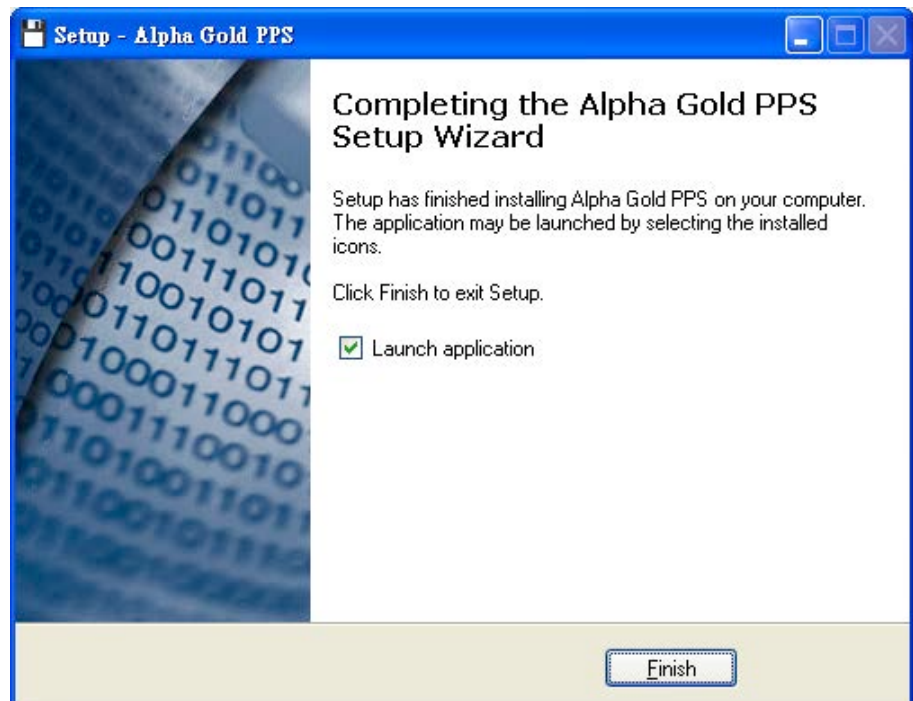 Setup - Alpha Gold PPS
Completing the Alpha Gold PPS
Setup Wizard
Setup has finished installing Alpha Gold PPS on your computer.
The application may be launched by selecting the installed
icons.
Click Finish to exit Setup.
Launch application
Finish